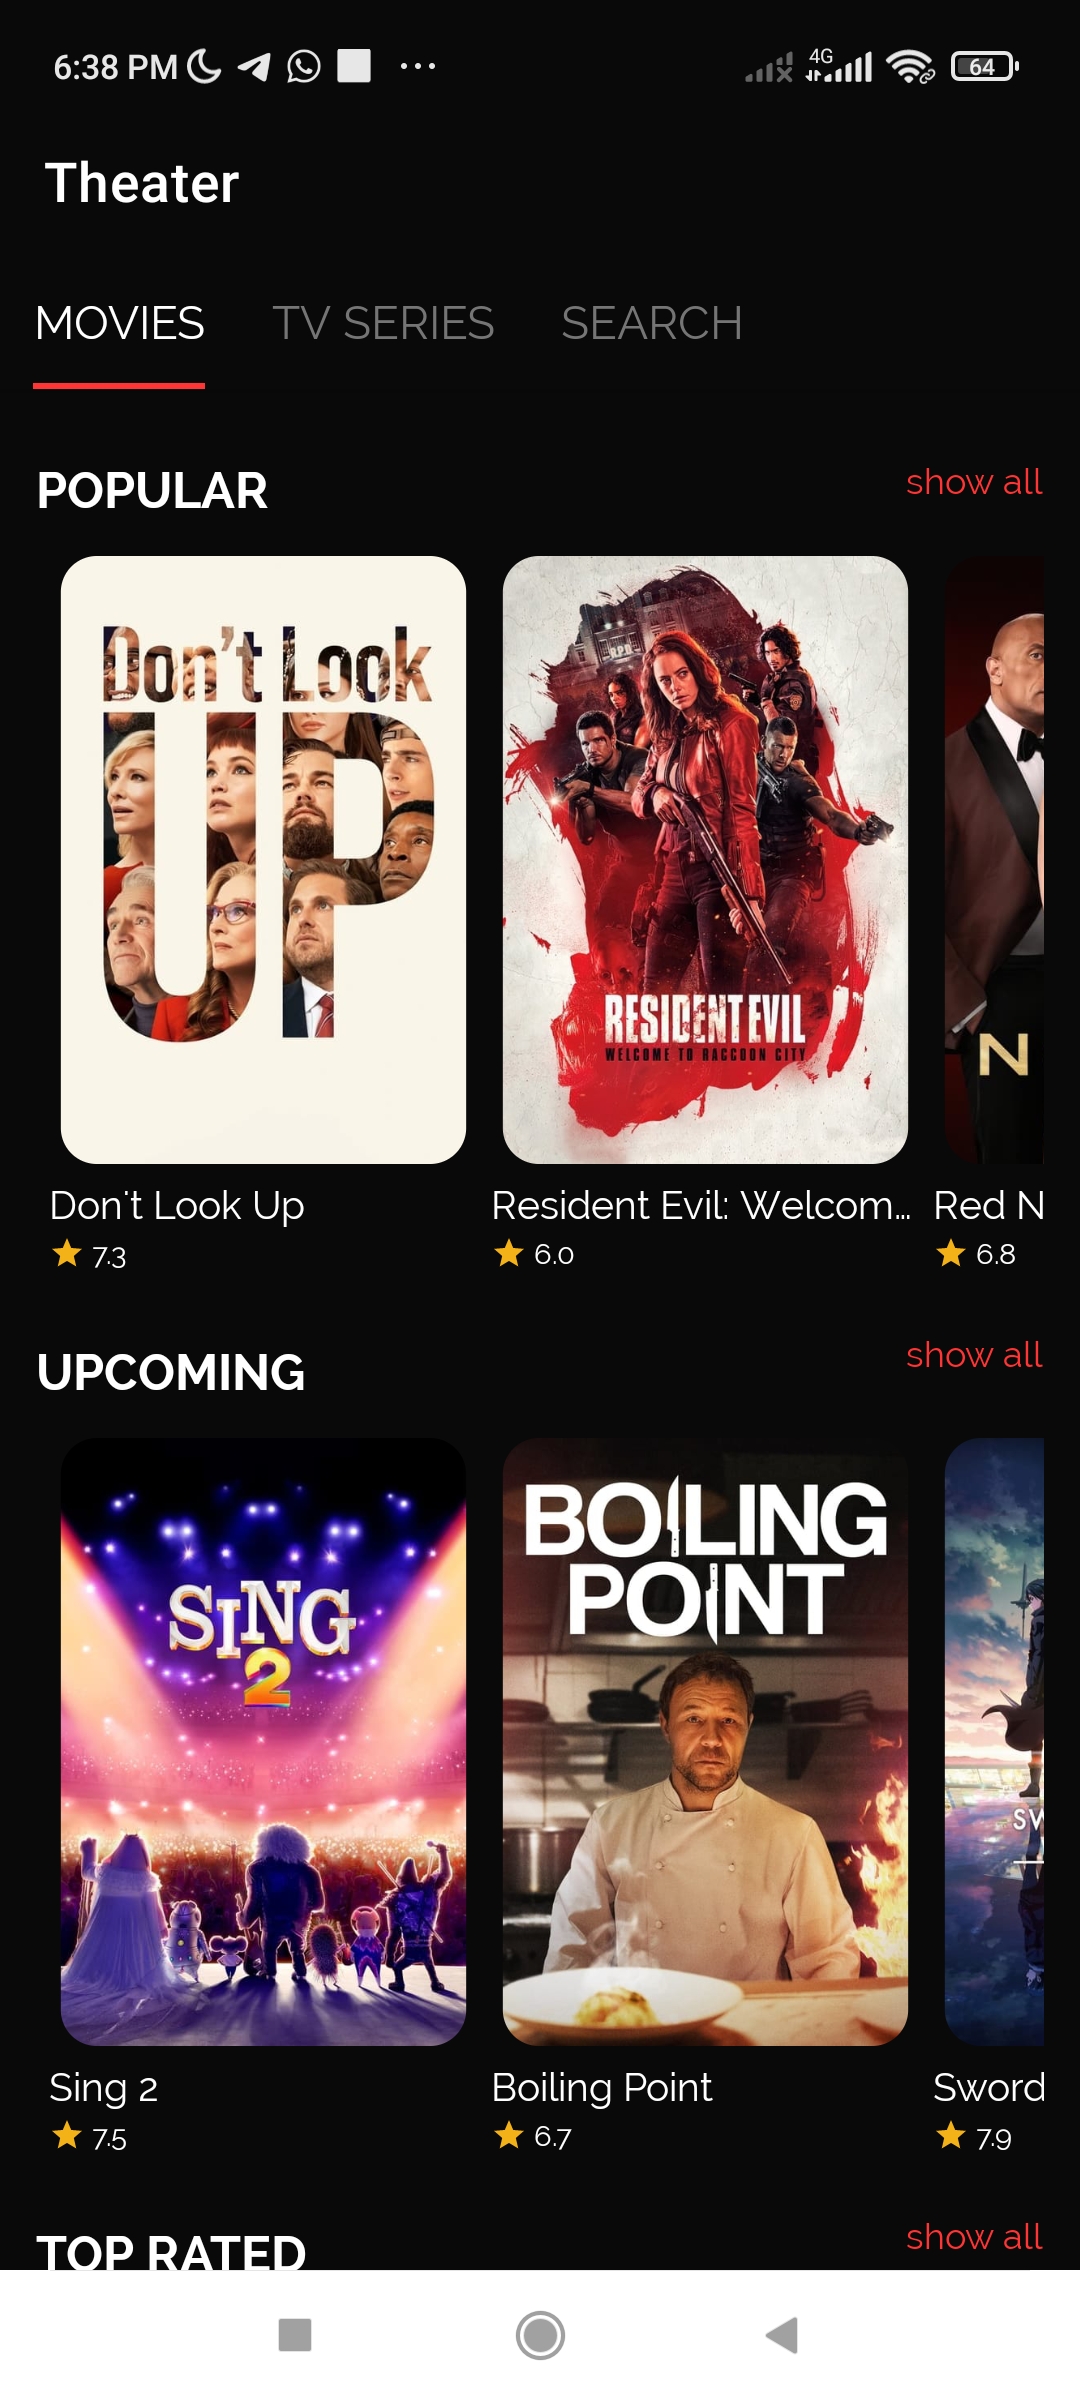 6:38 PM
4G
64
Theater
MOVIES TV SERIES SEARCH
POPULAR show all
Don't Look
UP
R.P.D.
RESIDENT EVIL
WELCOME TO RACCOON CITY
N
Don't Look Up Resident Evil: Welcom... Red N
7.3 6.0 6.8
UPCOMING show all
SING
2
BOILING
POINT
SW
Sing 2 Boiling Point Sword
7.5 6.7 7.9
TOP RATED show all